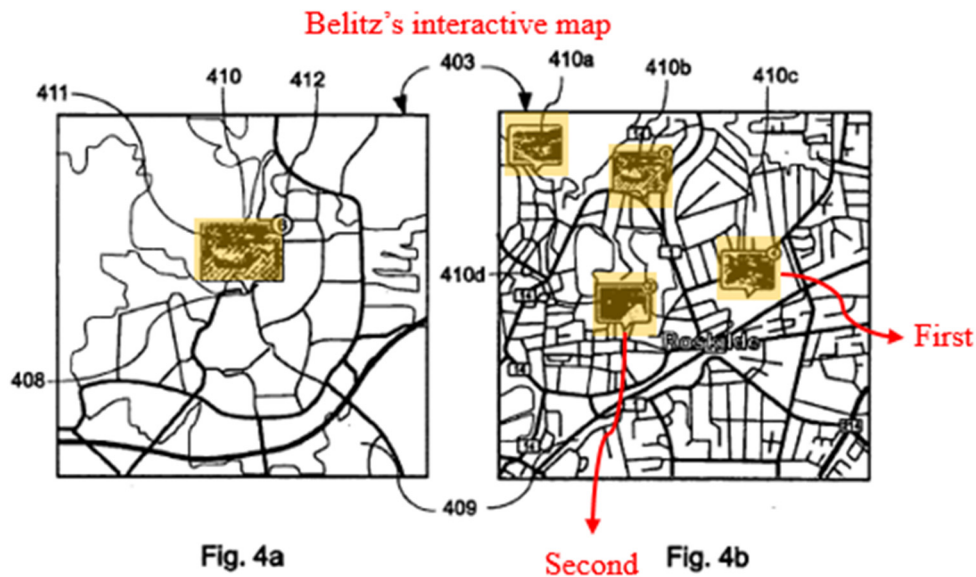 Belitz's interactive map
403
410a
410b
410c
410
412
411
410d
First
Roskilde
408
409
Fig. 4a
Second
Fig. 4b